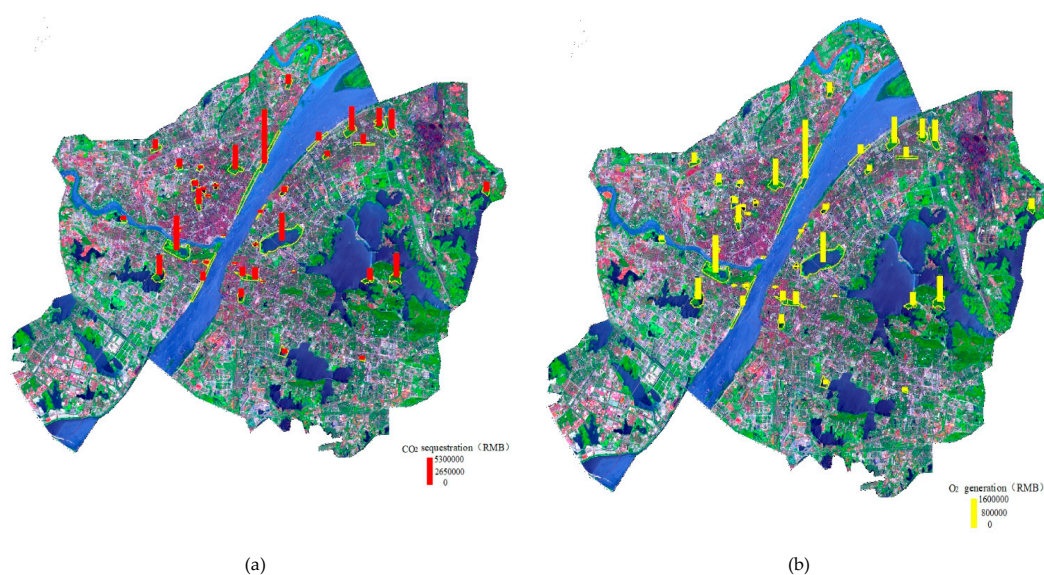 CO2 sequestration（RMB）
5300000
2650000
0
O2 generation（RMB）
1600000
800000
0
(a)
(b)